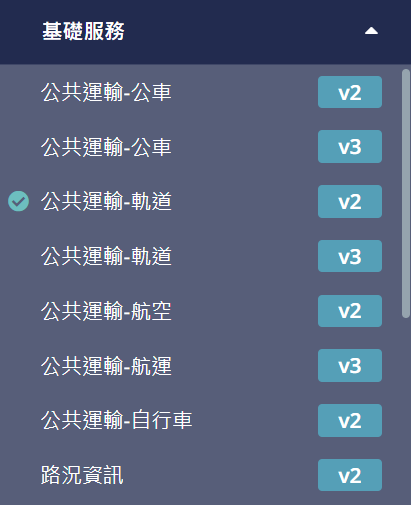 基礎服務
公共運輸-公車 v2
公共運輸-公車 v3
公共運輸-軌道 v2
公共運輸-軌道 v3
公共運輸-航空 v2
公共運輸-航運 v3
公共運輸-自行車 v2
路況資訊 v2